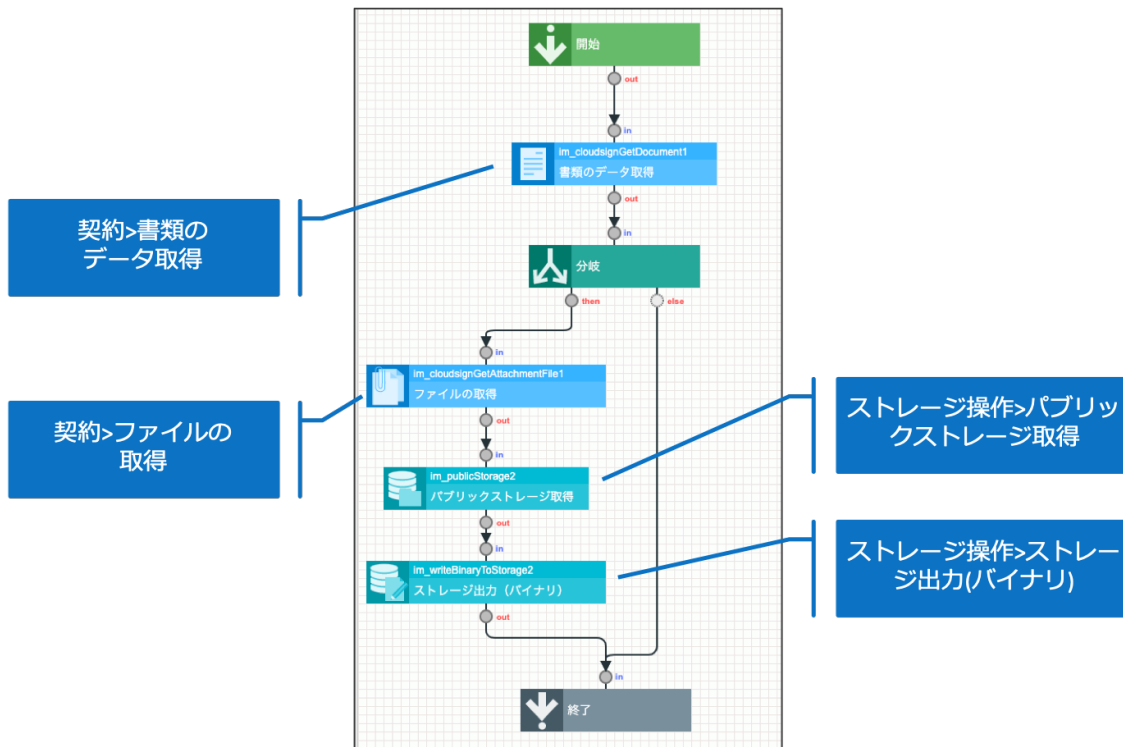 開始
out
in
im_cloudsignGetDocument1
書類のデータ取得
out
in
契約>書類の
データ取得
分岐
then
else
in
im_cloudsignGetAttachmentFile1
ファイルの取得
out
契約>ファイルの
取得
ストレージ操作>パブリッ
クストレージ取得
in
im_publicStorage2
パブリックストレージ取得
out
in
im_writeBinaryToStorage2
ストレージ出力（バイナリ）
out
ストレージ操作>ストレー
ジ出力(バイナリ)
in
終了